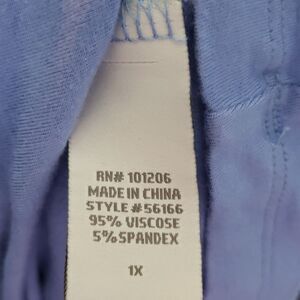 RN# 101206
MADE IN CHINA
STYLE #56166
95% VISCOSE
5% SPANDEX
1X